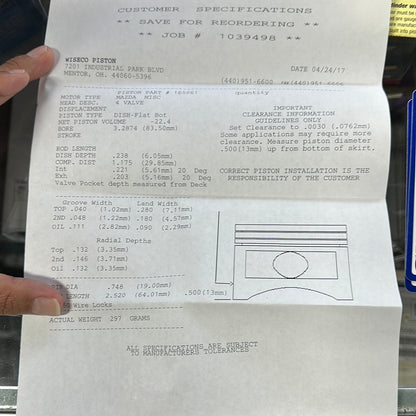 CUSTOMER SPECIFICATIONS
** SAVE FOR REORDERING **
** JOB # 1039498 **
WISECO PISTON
7201 INDUSTRIAL PARK BLVD
MENTOR, OH. 44060-5396
DATE 04/24/17
(440)951-6600
PISTON PART #
quantity
MOTOR TYPE MAZDA MISC
HEAD DESC. 4 VALVE
DISPLACEMENT
PISTON TYPE DISH-Flat Bot
NET PISTON VOLUME -22.4
BORE 3.2874 (83.50mm)
STROKE
IMPORTANT
CLEARANCE INFORMATION
GUIDELINES ONLY
Set Clearance to .0030 (.0762mm)
Some applications may require more
clearance. Measure piston diameter
.500(13mm) up from bottom of skirt.
ROD LENGTH
DISH DEPTH .238 (6.05mm)
COMP. DIST 1.175 (29.85mm)
Int .221 (5.61mm) 20 Deg
Exh .203 (5.16mm) 20 Deg
Valve Pocket depth measured from Deck
CORRECT PISTON INSTALLATION IS THE
RESPONSIBILITY OF THE CUSTOMER
Groove Width Land Width
TOP .040 (1.02mm) .280 (7.11mm)
2ND .048 (1.22mm) .180 (4.57mm)
OIL .111 (2.82mm) .090 (2.29mm)
Radial Depths
Top .132 (3.35mm)
2nd .146 (3.71mm)
Oil .132 (3.35mm)
PIN DIA .748 (19.00mm)
LENGTH 2.520 (64.01mm)
.500(13mm)
Wire Locks
ACTUAL WEIGHT 297 GRAMS
ALL SPECIFICATIONS ARE SUBJECT
TO MANUFACTURERS TOLERANCES